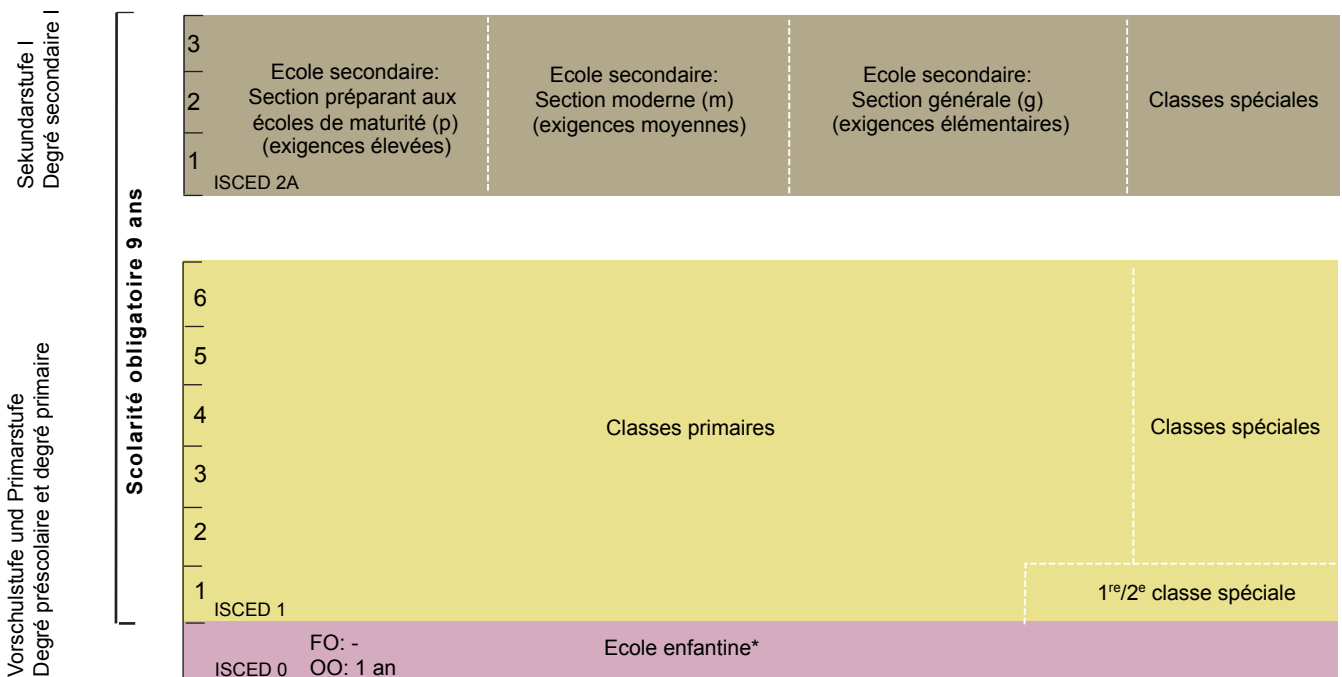 Sekundarstufe I
Degré secondaire I
Scolarité obligatoire 9 ans
3
2
1
Ecole secondaire:
Section préparant aux
écoles de maturité (p)
(exigences élevées)
ISCED 2A
Ecole secondaire:
Section moderne (m)
(exigences moyennes)
Ecole secondaire:
Section générale (g)
(exigences élémentaires)
Classes spéciales
Vorschulstufe und Primarstufe
Degré préscolaire et degré primaire
6
5
4
3
2
1
ISCED 1
Classes primaires
Classes spéciales
1re/2e classe spéciale
ISCED 0
FO: -
OO: 1 an
Ecole enfantine*